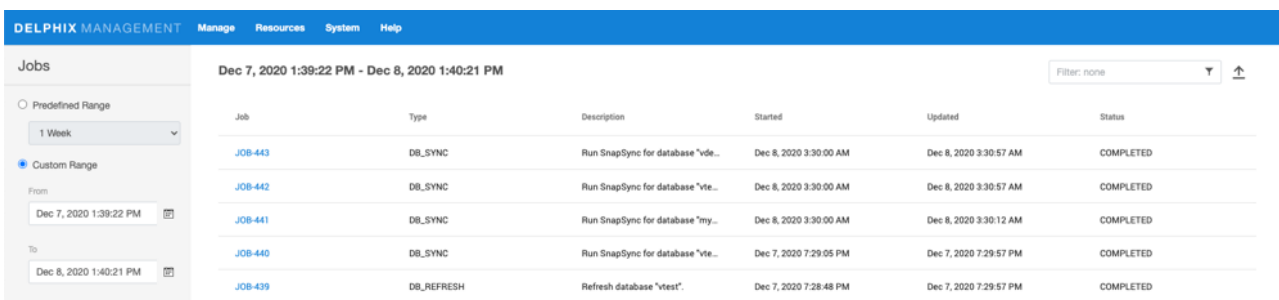 DELPHIX MANAGEMENT Manage Resources System Help
Jobs
Dec 7, 2020 1:39:22 PM - Dec 8, 2020 1:40:21 PM
Filter: none
Predefined Range
1 Week
Custom Range
From
Dec 7, 2020 1:39:22 PM
To
Dec 8, 2020 1:40:21 PM
Job Type Description Started Updated Status
JOB-443 DB_SYNC Run SnapSync for database "vde... Dec 8, 2020 3:30:00 AM Dec 8, 2020 3:30:57 AM COMPLETED
JOB-442 DB_SYNC Run SnapSync for database "vte... Dec 8, 2020 3:30:00 AM Dec 8, 2020 3:30:57 AM COMPLETED
JOB-441 DB_SYNC Run SnapSync for database "my... Dec 8, 2020 3:30:00 AM Dec 8, 2020 3:30:12 AM COMPLETED
JOB-440 DB_SYNC Run SnapSync for database "vte... Dec 7, 2020 7:29:05 PM Dec 7, 2020 7:29:57 PM COMPLETED
JOB-439 DB_REFRESH Refresh database "vtest". Dec 7, 2020 7:28:48 PM Dec 7, 2020 7:29:57 PM COMPLETED